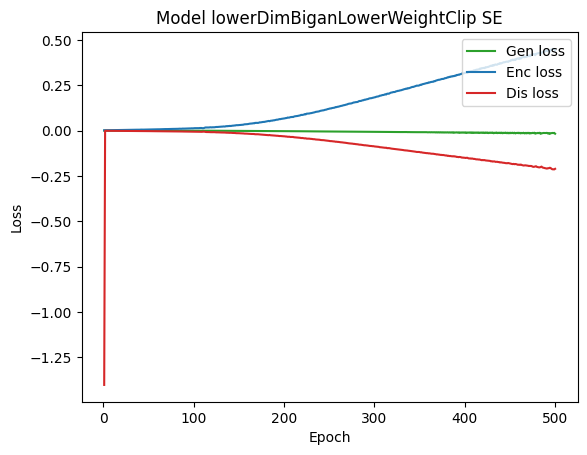 Model lowerDimBiganLowerWeightClip SE
Gen loss
Enc loss
Dis loss
0.50
0.25
0.00
−0.25
−0.50
−0.75
−1.00
−1.25
Loss
0 100 200 300 400 500
Epoch